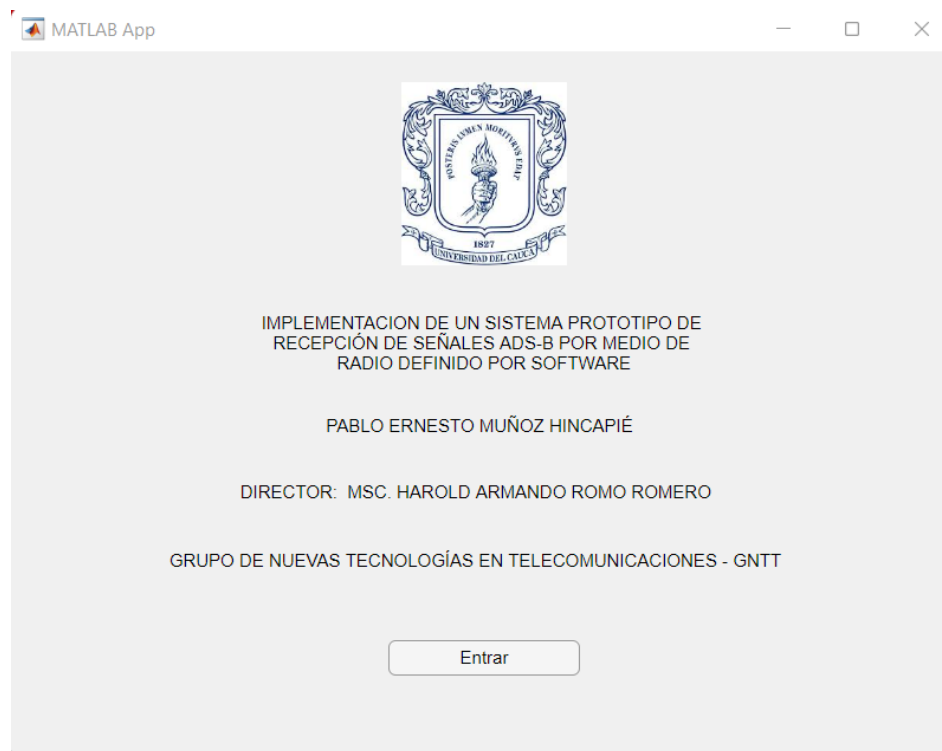 MATLAB App
POSTERIS LVMEN MORITVRVS EDAT
1827
UNIVERSIDAD DEL CAUCA
IMPLEMENTACION DE UN SISTEMA PROTOTIPO DE
RECEPCIÓN DE SEÑALES ADS-B POR MEDIO DE
RADIO DEFINIDO POR SOFTWARE
PABLO ERNESTO MUÑOZ HINCAPIÉ
DIRECTOR:  MSC. HAROLD ARMANDO ROMO ROMERO
GRUPO DE NUEVAS TECNOLOGÍAS EN TELECOMUNICACIONES - GNTT
Entrar